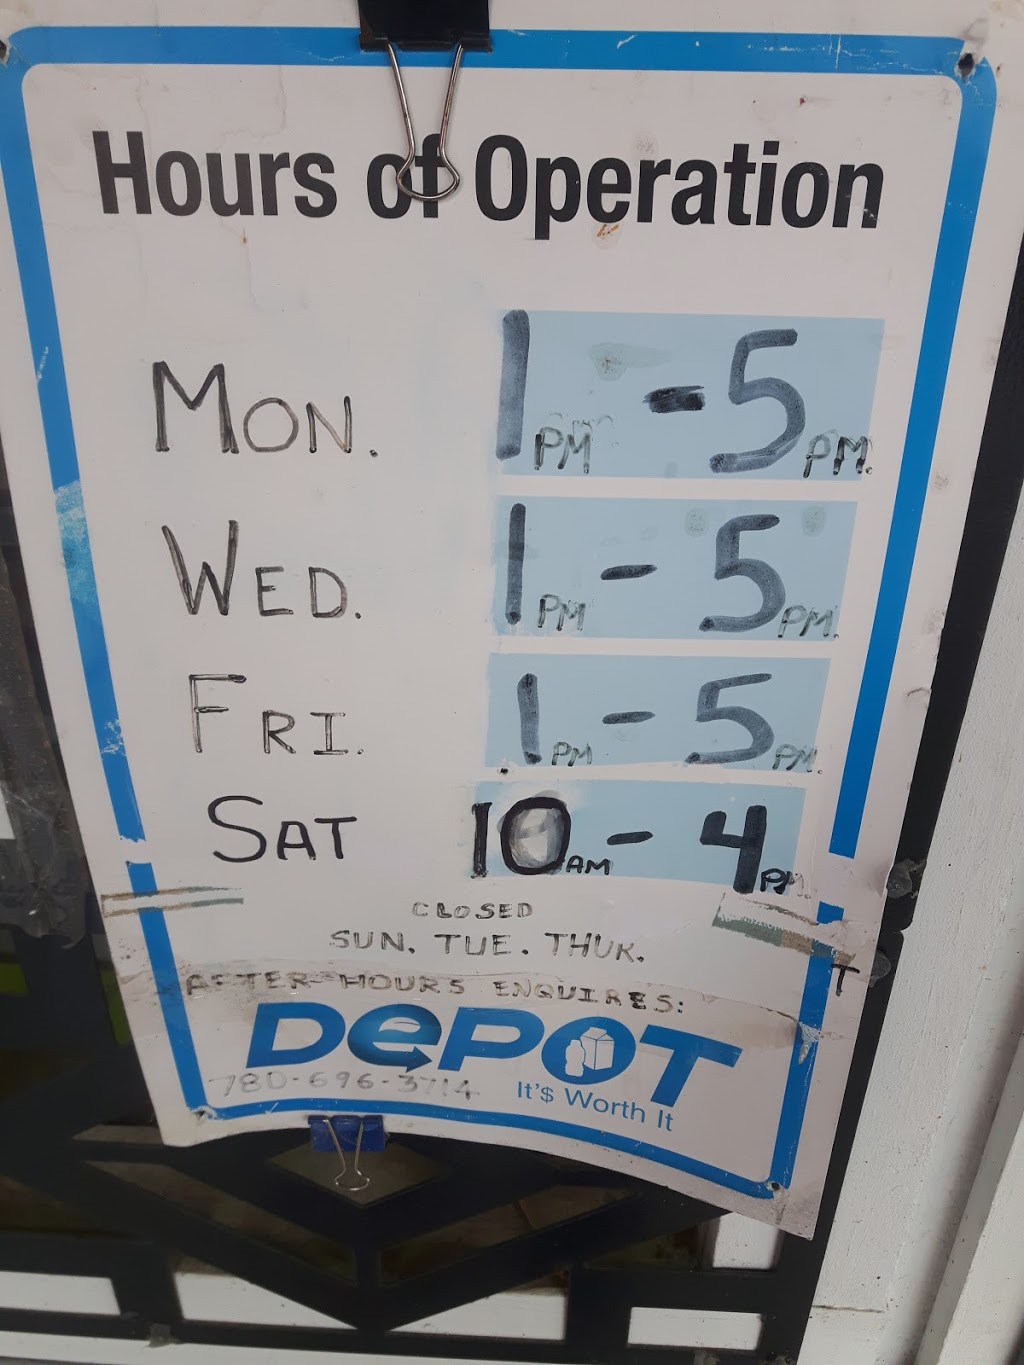 Hours of Operation
MON. 1PM - 5PM.
WED. 1PM - 5PM.
FRI. 1PM - 5PM.
SAT 10AM - 4PM
CLOSED
SUN. TUE. THUR.
AFTER HOURS ENQUIRES:
DEPOT
780-696-3714
It'$ Worth It